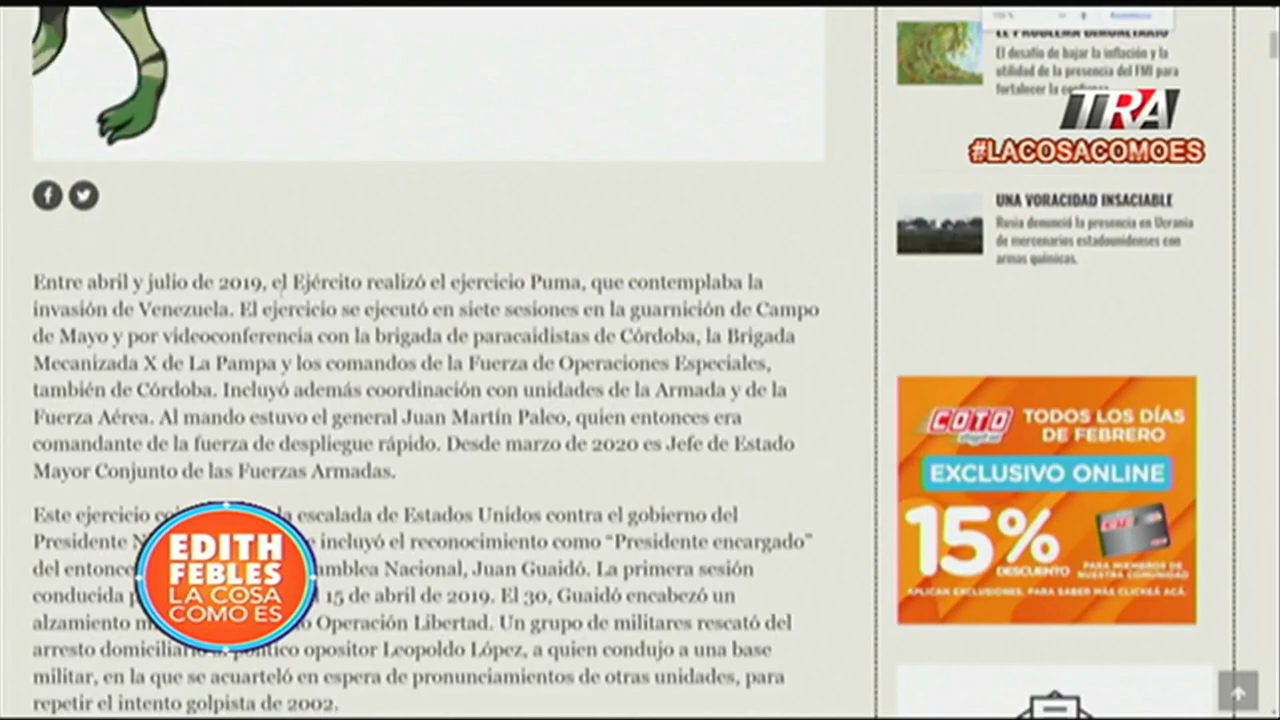 EL PROBLEMA DEMONETARIO
El desafío de bajar la inflación y la
utilidad de la presencia del FMI para
fortalecer la
TRA
#LACOSACOMOES
UNA VORACIDAD INSACIABLE
Rusia denunció la presencia en Ucrania
de mercenarios estadounidenses con
armas químicas.
Entre abril y julio de 2019, el Ejército realizó el ejercicio Puma, que contemplaba la
invasión de Venezuela. El ejercicio se ejecutó en siete sesiones en la guarnición de Campo
de Mayo y por videoconferencia con la brigada de paracaidistas de Córdoba, la Brigada
Mecanizada X de La Pampa y los comandos de la Fuerza de Operaciones Especiales,
también de Córdoba. Incluyó además coordinación con unidades de la Armada y de la
Fuerza Aérea. Al mando estuvo el general Juan Martín Paleo, quien entonces era
comandante de la fuerza de despliegue rápido. Desde marzo de 2020 es Jefe de Estado
Mayor Conjunto de las Fuerzas Armadas.
Este ejercicio la escalada de Estados Unidos contra el gobierno del
Presidente incluyó el reconocimiento como “Presidente encargado”
del Nacional, Juan Guaidó. La primera sesión
conducida 15 de abril de 2019. El 30, Guaidó encabezó un
alzamiento Operación Libertad. Un grupo de militares rescató del
arresto domiciliario político opositor Leopoldo López, a quien condujo a una base
militar, en la que se acuarteló en espera de pronunciamientos de otras unidades, para
repetir el intento golpista de 2002.
EDITH
FEBLES
LA COSA
COMO ES
COTO
digital
TODOS LOS DÍAS
DE FEBRERO
EXCLUSIVO ONLINE
15%
DESCUENTO
PARA MIEMBROS DE
NUESTRA COMUNIDAD
APLICAN EXCLUSIONES. PARA SABER MÁS CLICKEÁ ACÁ.